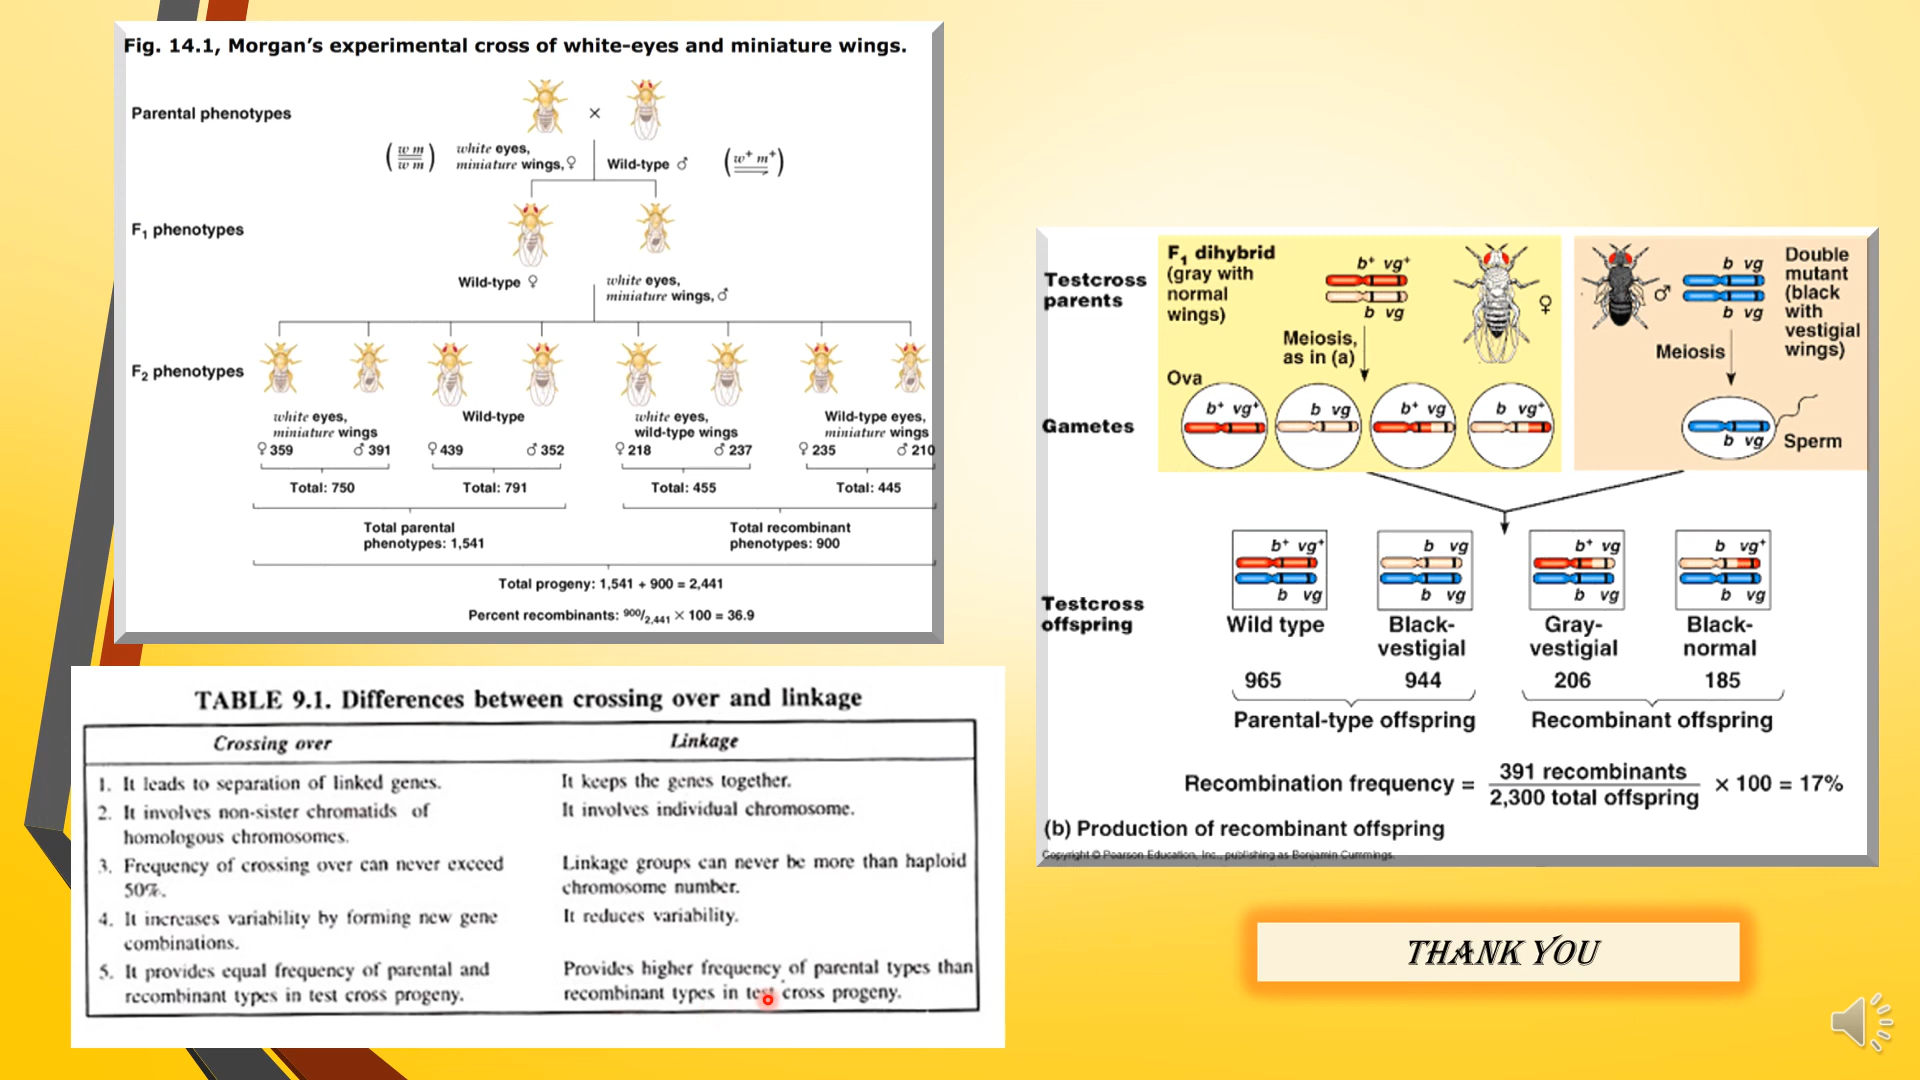 Fig. 14.1, Morgan's experimental cross of white-eyes and miniature wings.
Parental phenotypes
×
(w m / w m)
white eyes,
miniature wings, ♀
Wild-type ♂
(w+ m+)
F1 phenotypes
Wild-type ♀
white eyes,
miniature wings, ♂
F2 phenotypes
white eyes,
miniature wings
Wild-type
white eyes,
wild-type wings
Wild-type eyes,
miniature wings
♀ 359 ♂ 391 ♀ 439 ♂ 352 ♀ 218 ♂ 237 ♀ 235 ♂ 210
Total: 750 Total: 791 Total: 455 Total: 445
Total parental
phenotypes: 1,541
Total recombinant
phenotypes: 900
Total progeny: 1,541 + 900 = 2,441
Percent recombinants: 900/2,441 × 100 = 36.9
TABLE 9.1. Differences between crossing over and linkage
Crossing over Linkage
1. It leads to separation of linked genes. It keeps the genes together.
2. It involves non-sister chromatids of
homologous chromosomes.
It involves individual chromosome.
3. Frequency of crossing over can never exceed
50%.
Linkage groups can never be more than haploid
chromosome number.
4. It increases variability by forming new gene
combinations.
It reduces variability.
5. It provides equal frequency of parental and
recombinant types in test cross progeny.
Provides higher frequency of parental types than
recombinant types in test cross progeny.
Testcross
parents
F1 dihybrid
(gray with
normal
wings)
b+ vg+
b vg
♀
Meiosis,
as in (a)
♂
b vg
b vg
Double
mutant
(black
with
vestigial
wings)
Meiosis
Ova
Gametes
b+ vg+ b vg b+ vg b vg+
b vg
Sperm
Testcross
offspring
b+ vg+ b vg b+ vg b vg+
b vg b vg b vg b vg
Wild type
Black-
vestigial
Gray-
vestigial
Black-
normal
965 944 206 185
Parental-type offspring Recombinant offspring
Recombination frequency = 391 recombinants / 2,300 total offspring × 100 = 17%
(b) Production of recombinant offspring
Copyright © Pearson Education, Inc., publishing as Benjamin Cummings.
THANK YOU